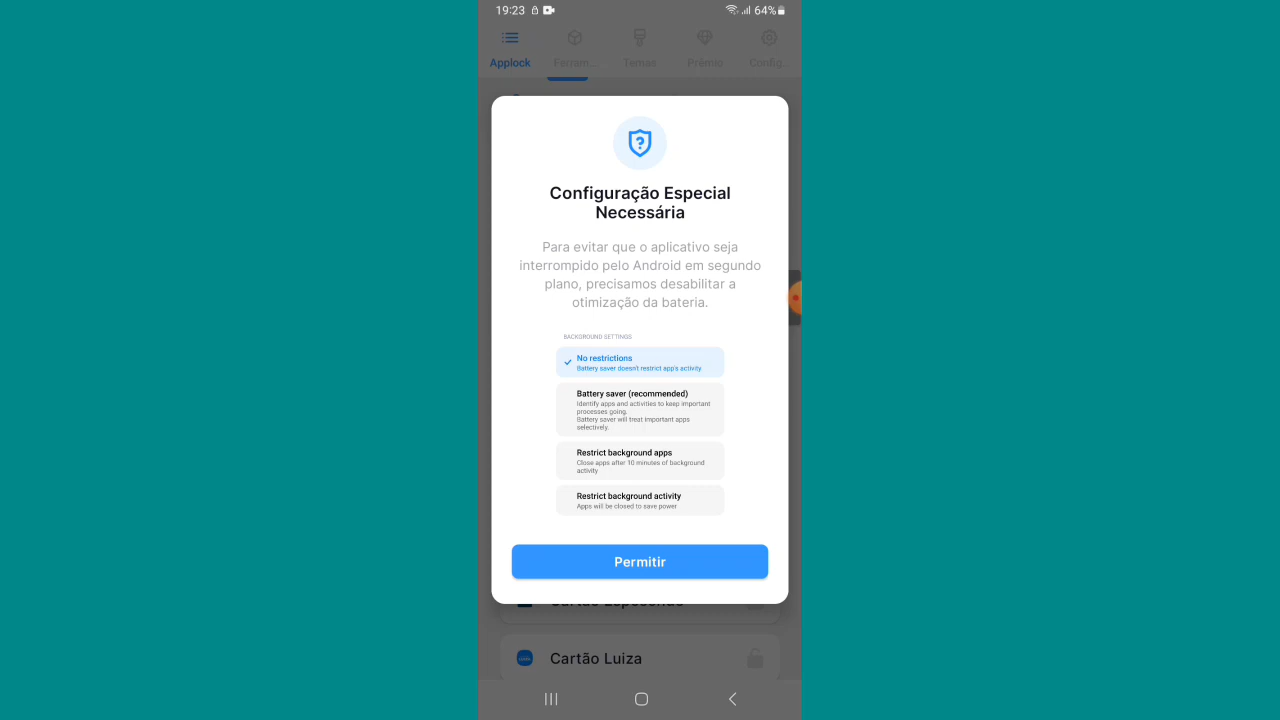 19:23
64%
Applock Ferram... Temas Prêmio Config...
Configuração Especial
Necessária
Para evitar que o aplicativo seja
interrompido pelo Android em segundo
plano, precisamos desabilitar a
otimização da bateria.
BACKGROUND SETTINGS
No restrictions
Battery saver doesn't restrict app's activity
Battery saver (recommended)
Identify apps and activities to keep important
processes going.
Battery saver will treat important apps
selectively.
Restrict background apps
Close apps after 10 minutes of background
activity
Restrict background activity
Apps will be closed to save power
Permitir
Cartão Luiza